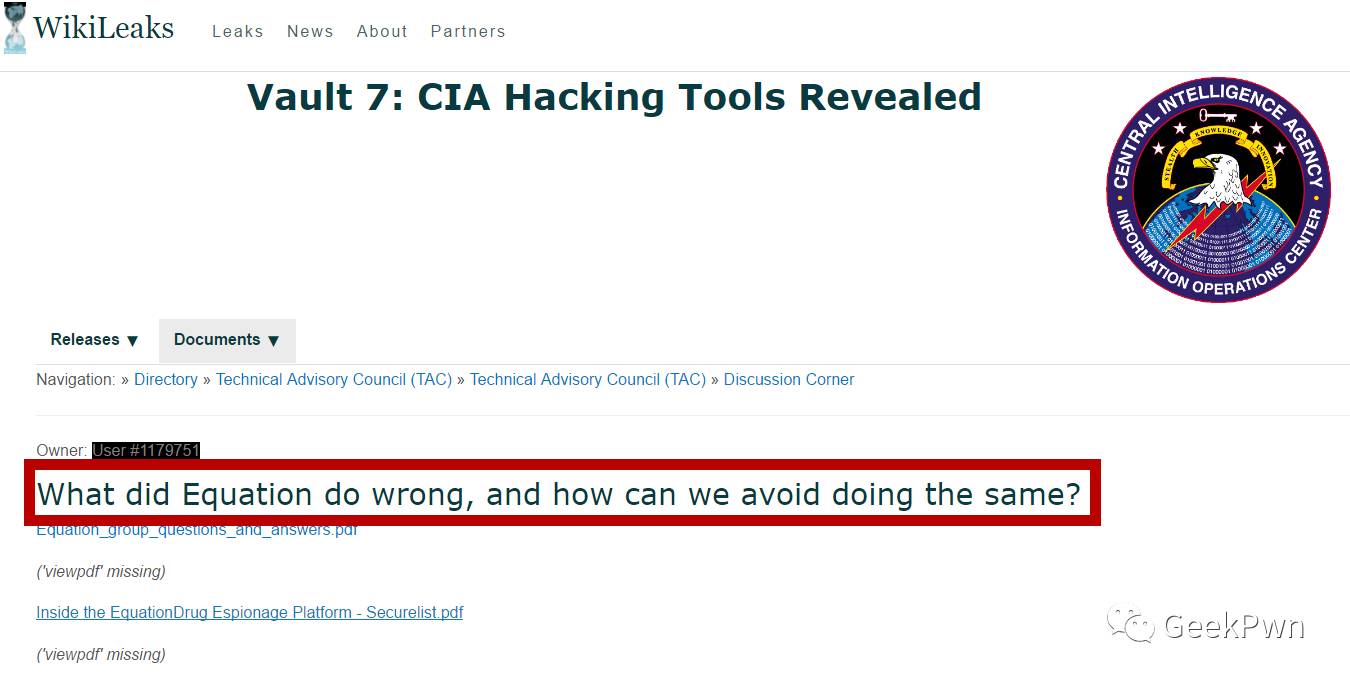 WikiLeaks Leaks News About Partners
Vault 7: CIA Hacking Tools Revealed
CENTRAL INTELLIGENCE AGENCY
STEALTH KNOWLEDGE INNOVATION
INFORMATION OPERATIONS CENTER
Releases ▼ Documents ▼
Navigation: » Directory » Technical Advisory Council (TAC) » Technical Advisory Council (TAC) » Discussion Corner
Owner: User #1179751
What did Equation do wrong, and how can we avoid doing the same?
Equation_group_questions_and_answers.pdf
('viewpdf' missing)
Inside the EquationDrug Espionage Platform - Securelist.pdf
('viewpdf' missing)
GeekPwn